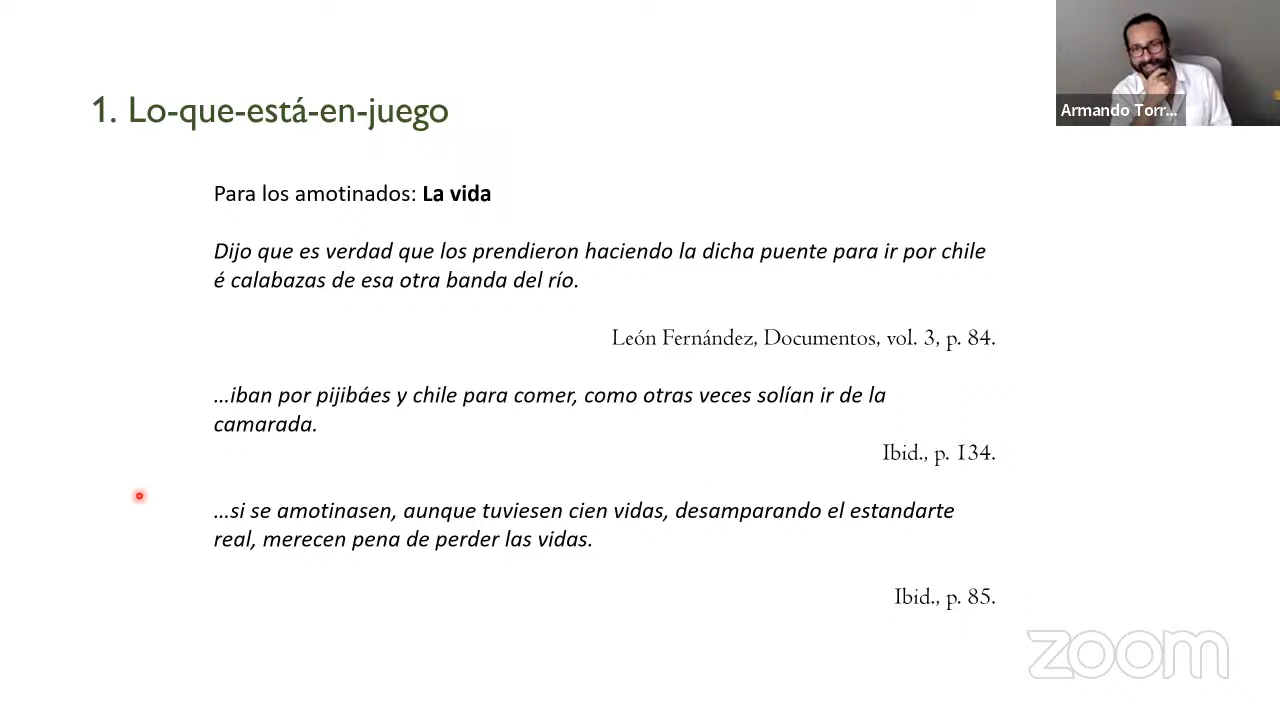 1. Lo-que-está-en-juego
Armando Torr...
Para los amotinados: La vida
Dijo que es verdad que los prendieron haciendo la dicha puente para ir por chile
é calabazas de esa otra banda del río.
León Fernández, Documentos, vol. 3, p. 84.
...iban por pijibáes y chile para comer, como otras veces solían ir de la
camarada.
Ibid., p. 134.
...si se amotinasen, aunque tuviesen cien vidas, desamparando el estandarte
real, merecen pena de perder las vidas.
Ibid., p. 85.
zoom